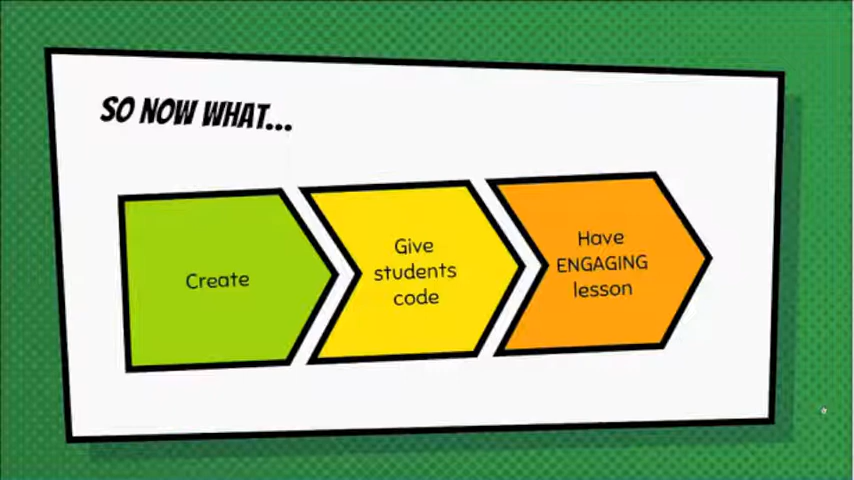 SO NOW WHAT...
Create
Give
students
code
Have
ENGAGING
lesson